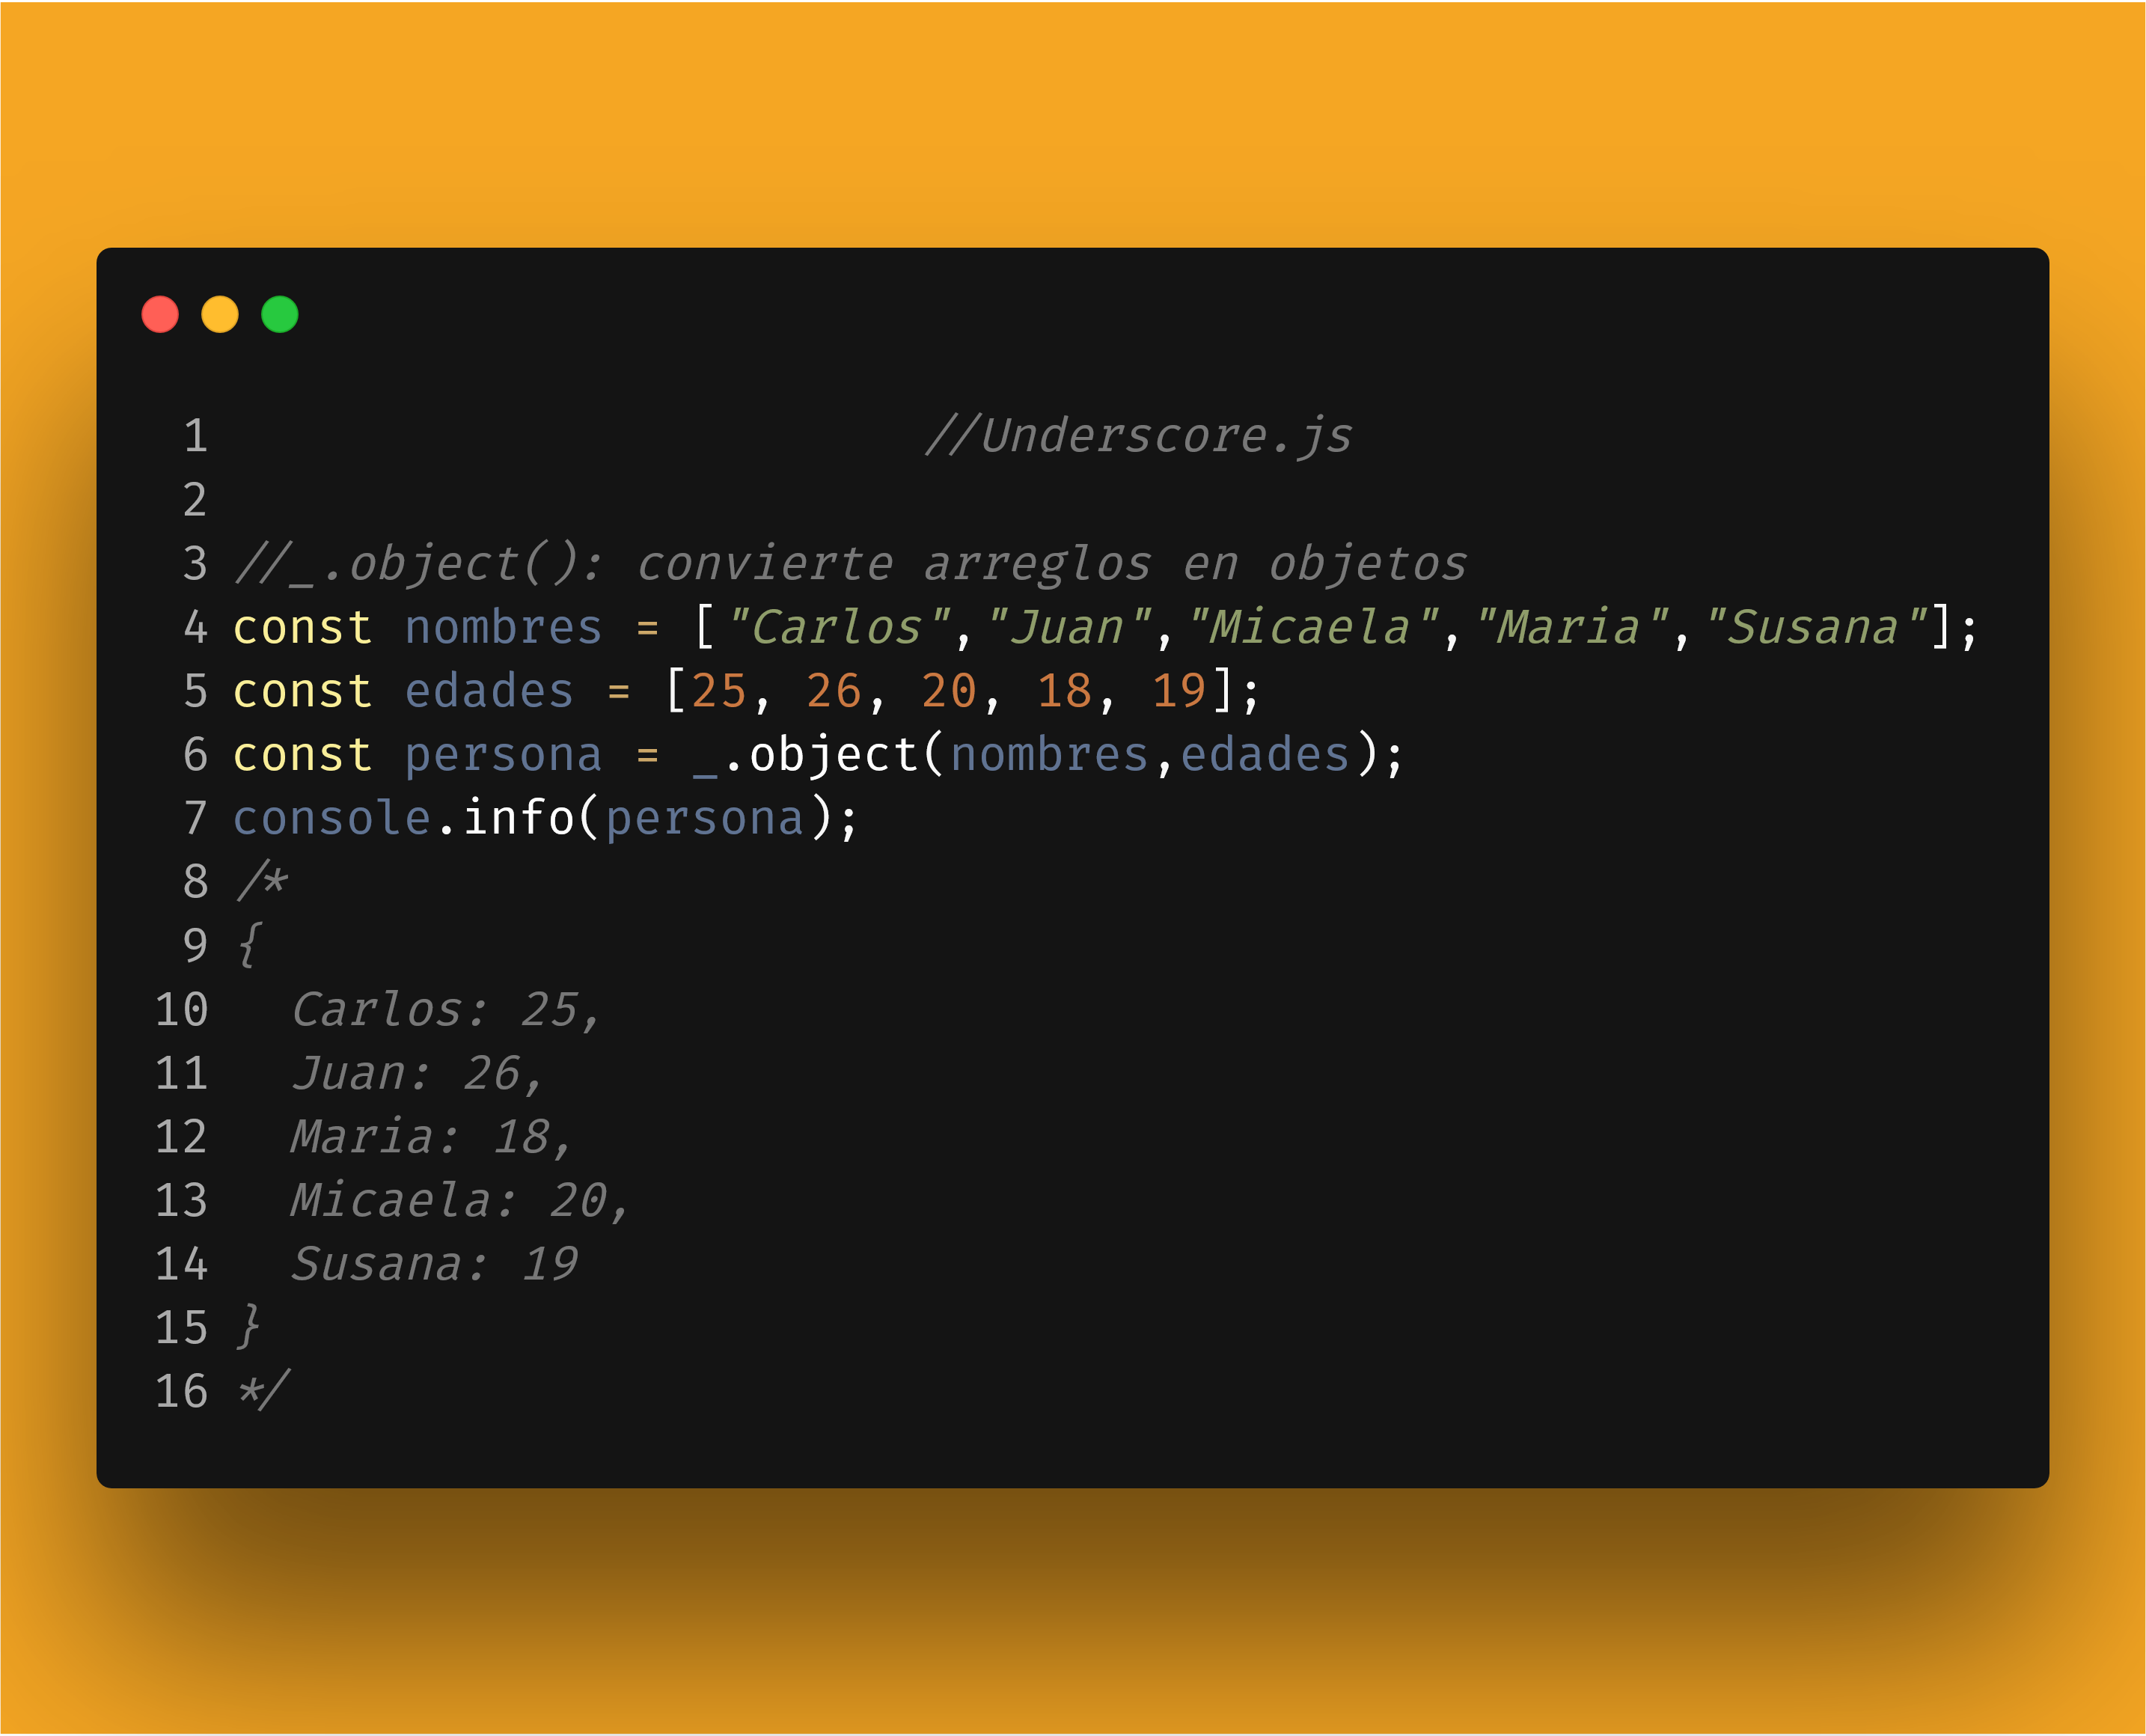 1 //Underscore.js
2
3 //_.object(): convierte arreglos en objetos
4 const nombres = ["Carlos","Juan","Micaela","Maria","Susana"];
5 const edades = [25, 26, 20, 18, 19];
6 const persona = _.object(nombres,edades);
7 console.info(persona);
8 /*
9 {
10   Carlos: 25,
11   Juan: 26,
12   Maria: 18,
13   Micaela: 20,
14   Susana: 19
15 }
16 */